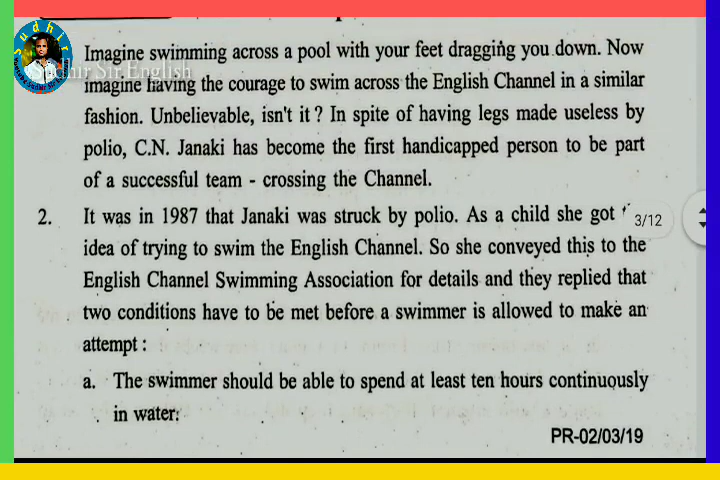 Sudhir
Sudhir Sir English
Imagine swimming across a pool with your feet dragging you down. Now
imagine having the courage to swim across the English Channel in a similar
fashion. Unbelievable, isn't it ? In spite of having legs made useless by
polio, C.N. Janaki has become the first handicapped person to be part
of a successful team - crossing the Channel.
2. It was in 1987 that Janaki was struck by polio. As a child she got
3/12
idea of trying to swim the English Channel. So she conveyed this to the
English Channel Swimming Association for details and they replied that
two conditions have to be met before a swimmer is allowed to make an
attempt :
a. The swimmer should be able to spend at least ten hours continuously
in water:
PR-02/03/19